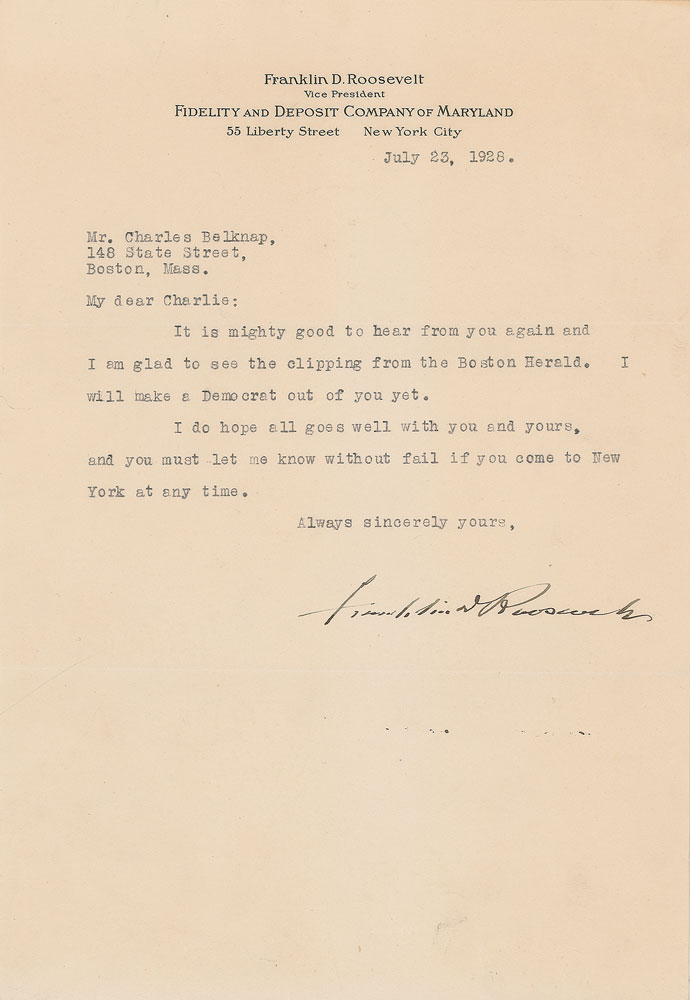 Franklin D. Roosevelt
Vice President
FIDELITY AND DEPOSIT COMPANY OF MARYLAND
55 Liberty Street New York City
July 23, 1928.
Mr. Charles Belknap,
148 State Street,
Boston, Mass.
My dear Charlie:
It is mighty good to hear from you again and
I am glad to see the clipping from the Boston Herald. I
will make a Democrat out of you yet.
I do hope all goes well with you and yours,
and you must let me know without fail if you come to New
York at any time.
Always sincerely yours,
Franklin D Roosevelt